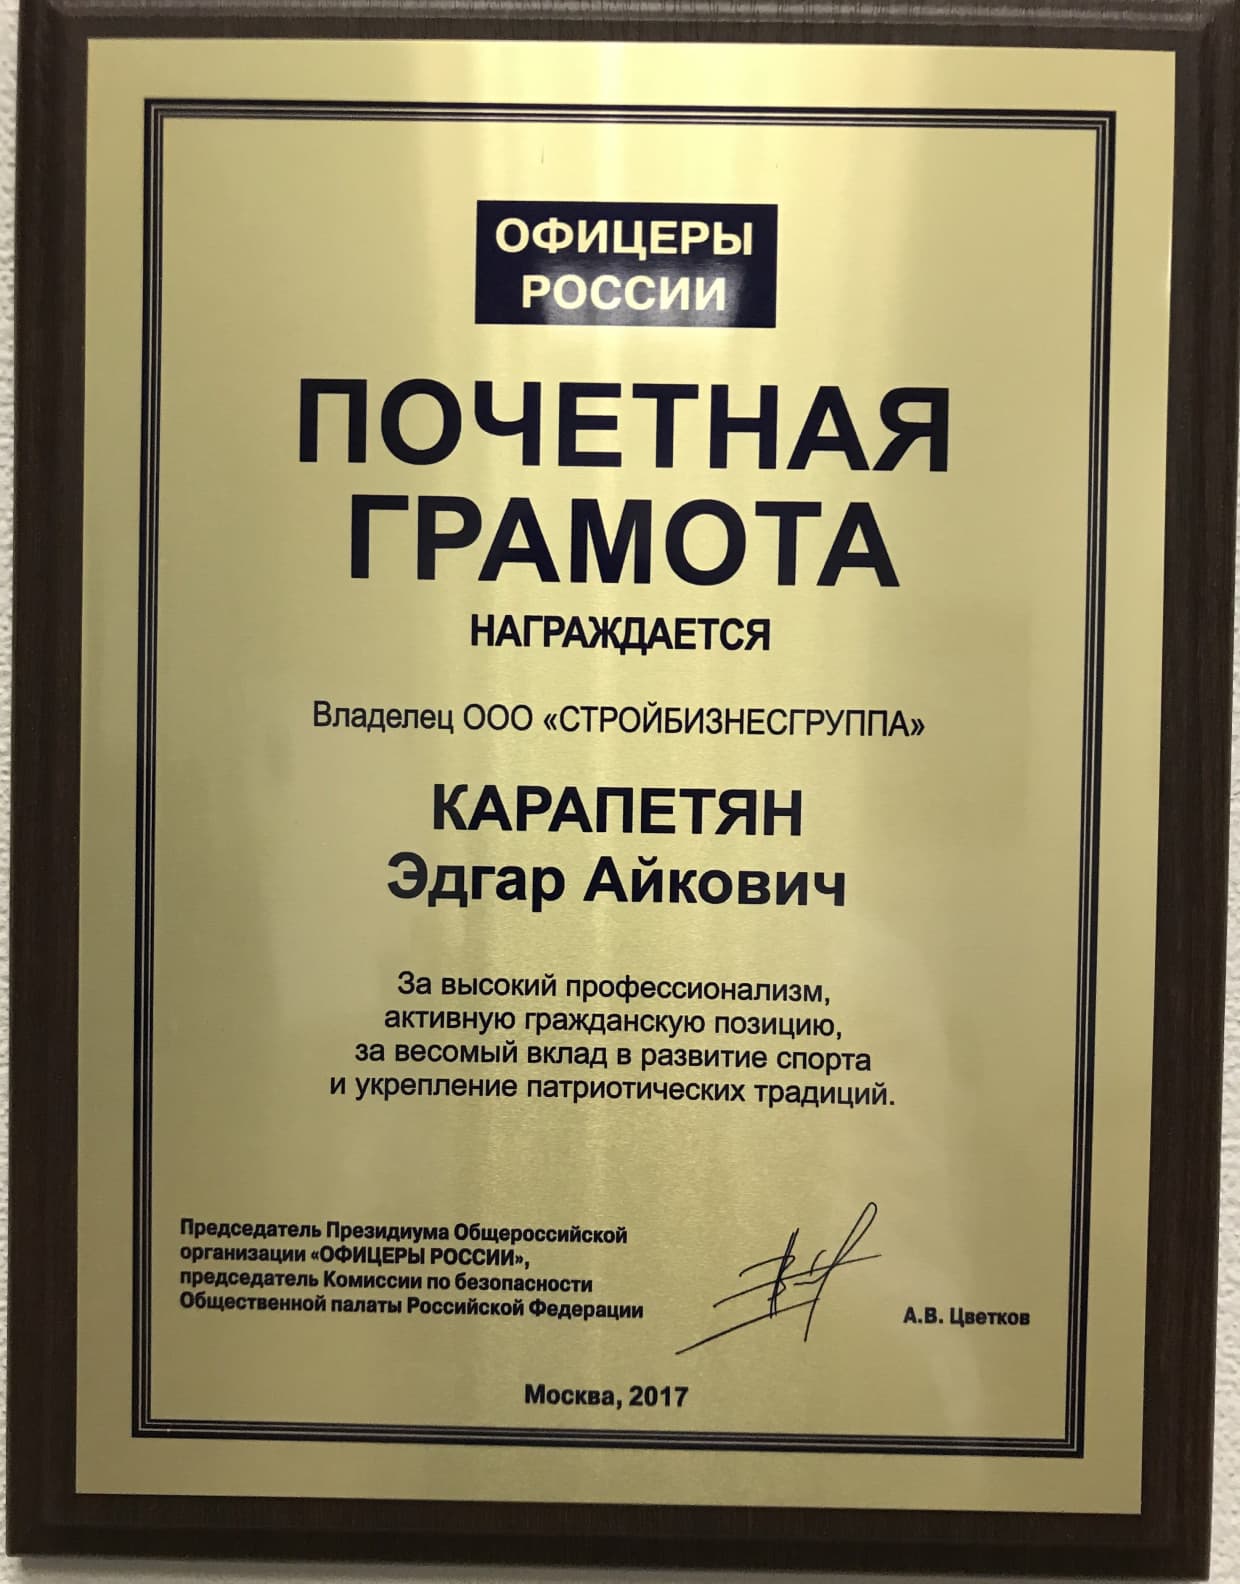 ОФИЦЕРЫ
РОССИИ
ПОЧЕТНАЯ
ГРАМОТА
НАГРАЖДАЕТСЯ
Владелец ООО «СТРОЙБИЗНЕСГРУППА»
КАРАПЕТЯН
Эдгар Айкович
За высокий профессионализм,
активную гражданскую позицию,
за весомый вклад в развитие спорта
и укрепление патриотических традиций.
Председатель Президиума Общероссийской
организации «ОФИЦЕРЫ РОССИИ»,
председатель Комиссии по безопасности
Общественной палаты Российской Федерации
А.В. Цветков
Москва, 2017